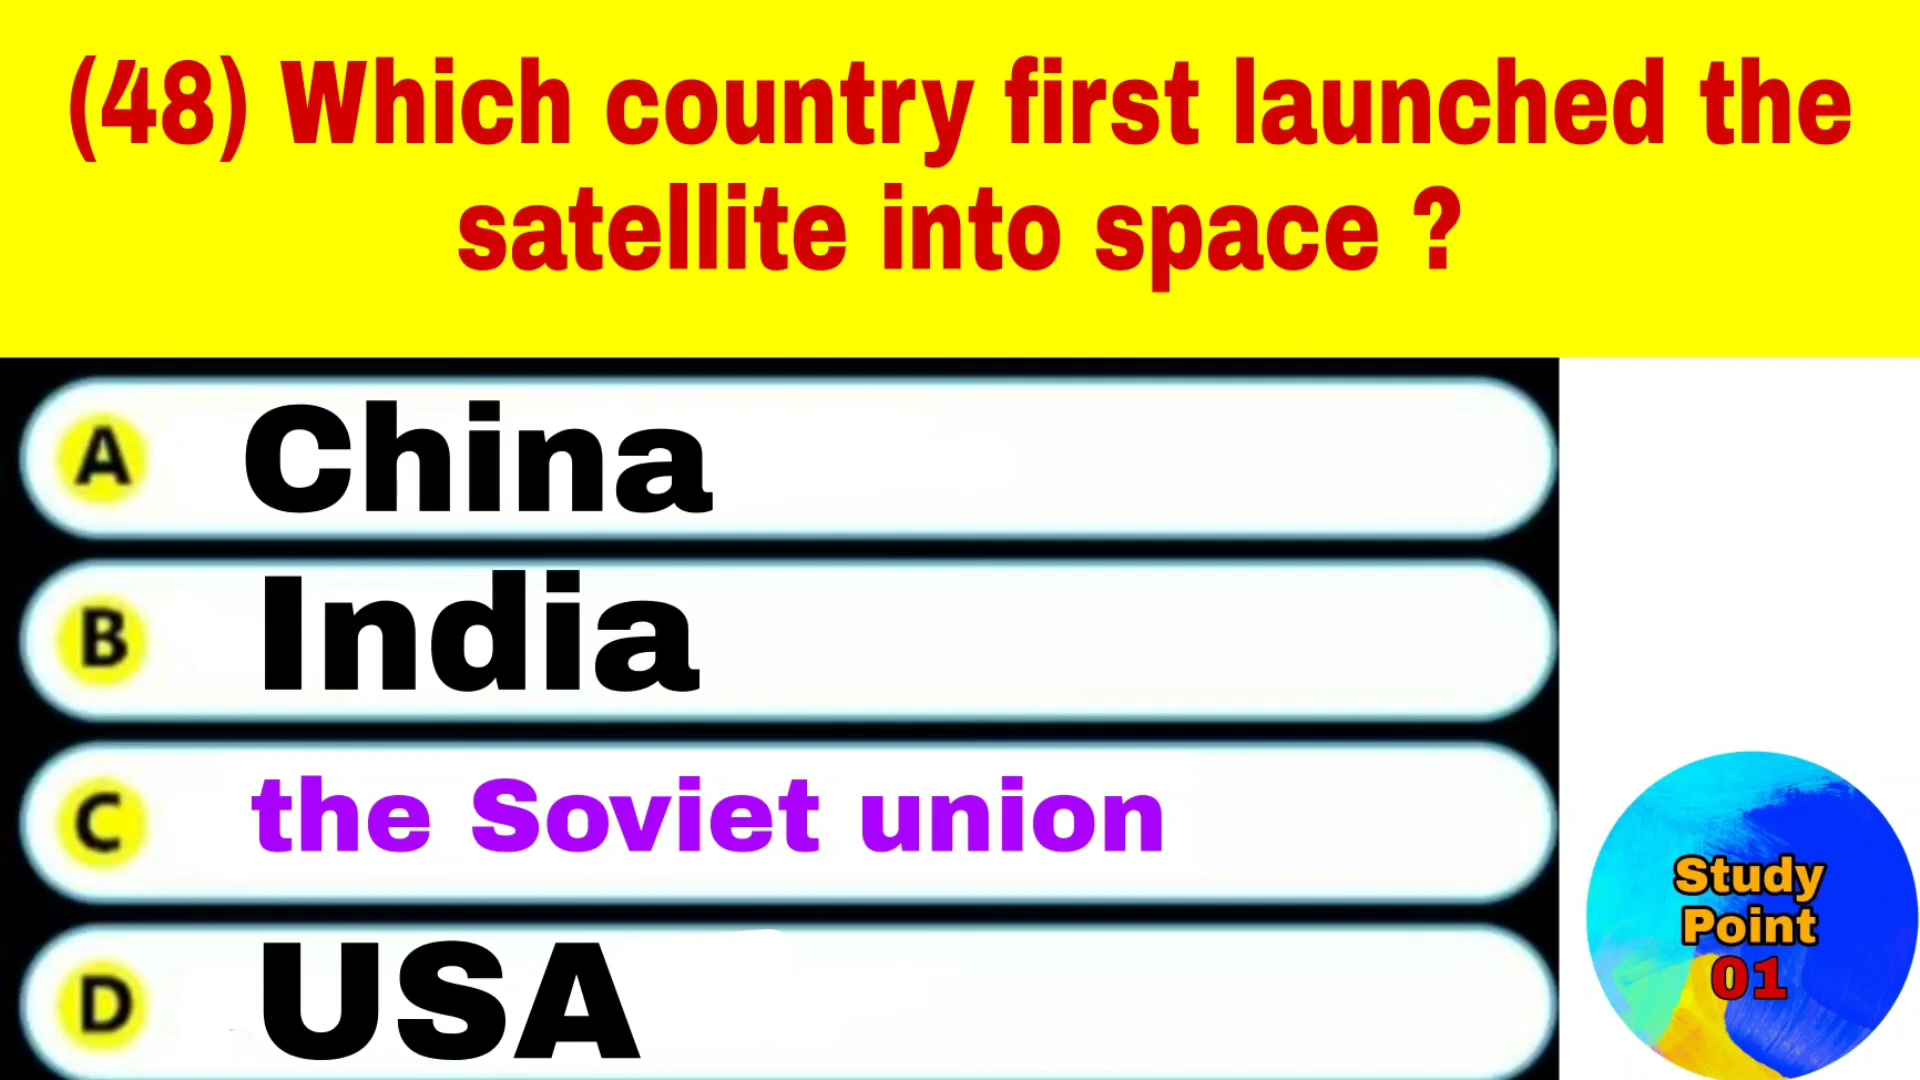 (48) Which country first launched the
satellite into space ?
A China
B India
C the Soviet union
D USA
Study
Point
01